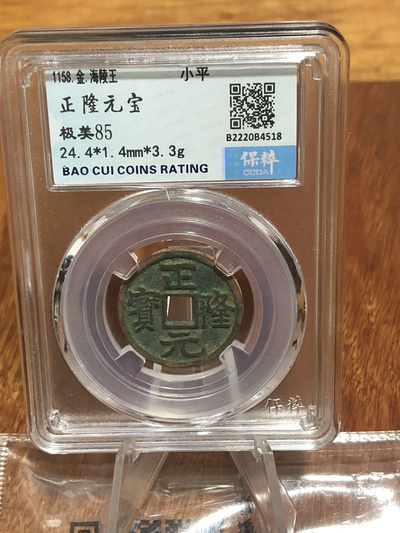 1158.金.海陵王 小平
正隆元宝
极美85
24.4*1.4mm*3.3g
BAO CUI COINS RATING
B2220B4518
保粹
CCGA
正
寶 隆
元
保粹